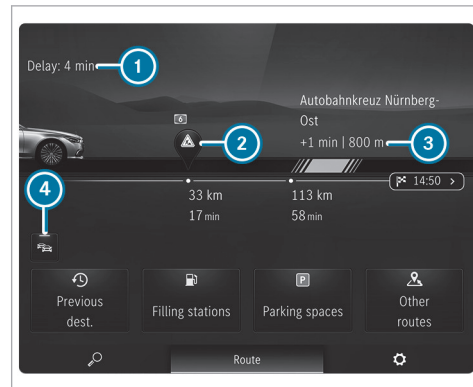 Delay: 4 min
1
Autobahnkreuz Nürnberg-
Ost
6
2
+1 min | 800 m
3
4
14:50 >
33 km
113 km
17 min
58 min
P
Previous
dest.
Filling stations
Parking spaces
Other
routes
Route